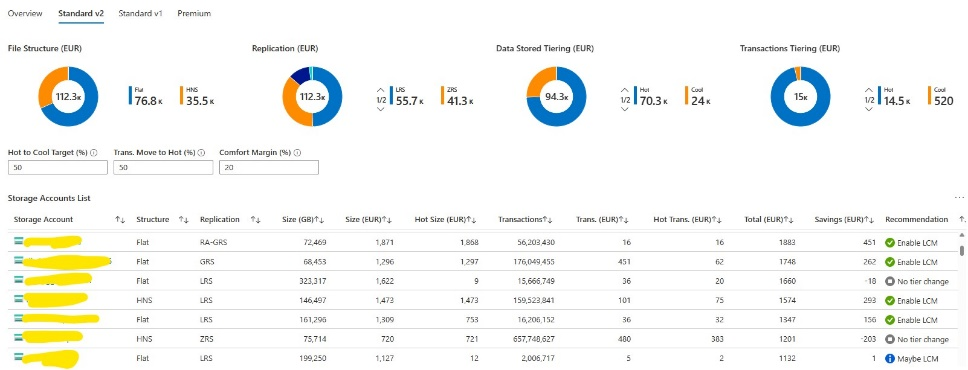 Overview Standard v2 Standard v1 Premium
File Structure (EUR) Replication (EUR) Data Stored Tiering (EUR) Transactions Tiering (EUR)
112.3K Flat 76.8 K HNS 35.5 K 112.3K 1/2 LRS 55.7 K ZRS 41.3 K 94.3K 1/2 Hot 70.3 K Cool 24 K 15K 1/2 Hot 14.5 K Cool 520
Hot to Cool Target (%) Trans. Move to Hot (%) Comfort Margin (%)
50 50 20
Storage Accounts List ...
Storage Account Structure Replication Size (GB) Size (EUR) Hot Size (EUR) Transactions Trans. (EUR) Hot Trans. (EUR) Total (EUR) Savings (EUR) Recommendation
Flat RA-GRS 72,469 1,871 1,868 56,203,430 16 16 1883 451 Enable LCM
Flat GRS 68,453 1,296 1,297 176,049,455 451 62 1748 262 Enable LCM
Flat LRS 323,317 1,622 9 15,666,749 36 20 1660 -18 No tier change
HNS LRS 146,497 1,473 1,473 159,523,841 101 75 1574 293 Enable LCM
Flat LRS 161,296 1,309 753 16,206,152 36 32 1347 156 Enable LCM
HNS ZRS 75,714 720 721 657,748,627 480 383 1201 -203 No tier change
Flat LRS 199,250 1,127 12 2,006,717 5 2 1132 1 Maybe LCM